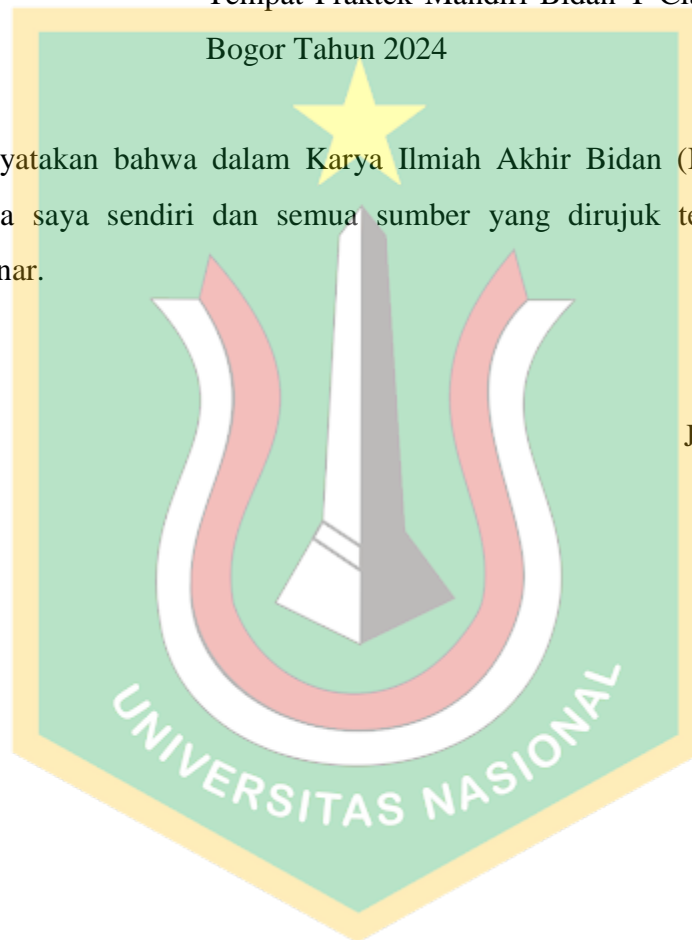 Tempat Praktek Mandiri Bidan
Bogor Tahun 2024
yatakan bahwa dalam Karya Ilmiah Akhir Bidan (
a saya sendiri dan semua sumber yang dirujuk te
nar.
J
UNIVERSITAS NASIONAL